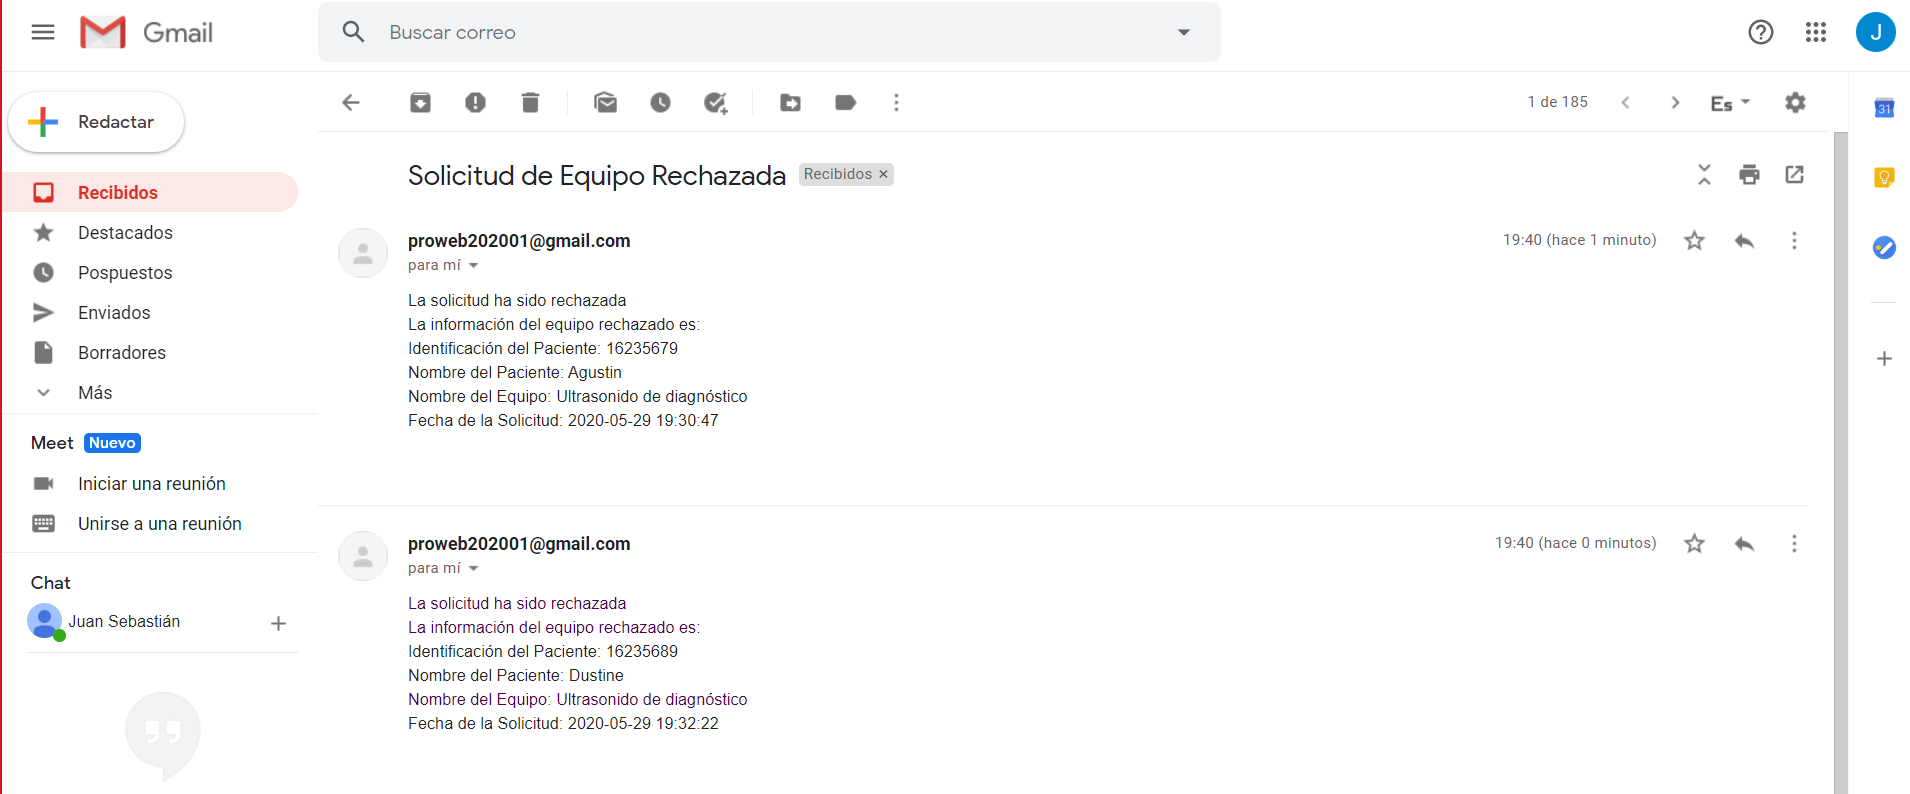 Gmail
Buscar correo
J
Redactar
1 de 185
Es
31
Recibidos
Destacados
Pospuestos
Enviados
Borradores
Más
Meet Nuevo
Iniciar una reunión
Unirse a una reunión
Chat
Juan Sebastián
Solicitud de Equipo Rechazada Recibidos ×
proweb202001@gmail.com 19:40 (hace 1 minuto)
para mí
La solicitud ha sido rechazada
La información del equipo rechazado es:
Identificación del Paciente: 16235679
Nombre del Paciente: Agustin
Nombre del Equipo: Ultrasonido de diagnóstico
Fecha de la Solicitud: 2020-05-29 19:30:47
proweb202001@gmail.com 19:40 (hace 0 minutos)
para mí
La solicitud ha sido rechazada
La información del equipo rechazado es:
Identificación del Paciente: 16235689
Nombre del Paciente: Dustine
Nombre del Equipo: Ultrasonido de diagnóstico
Fecha de la Solicitud: 2020-05-29 19:32:22